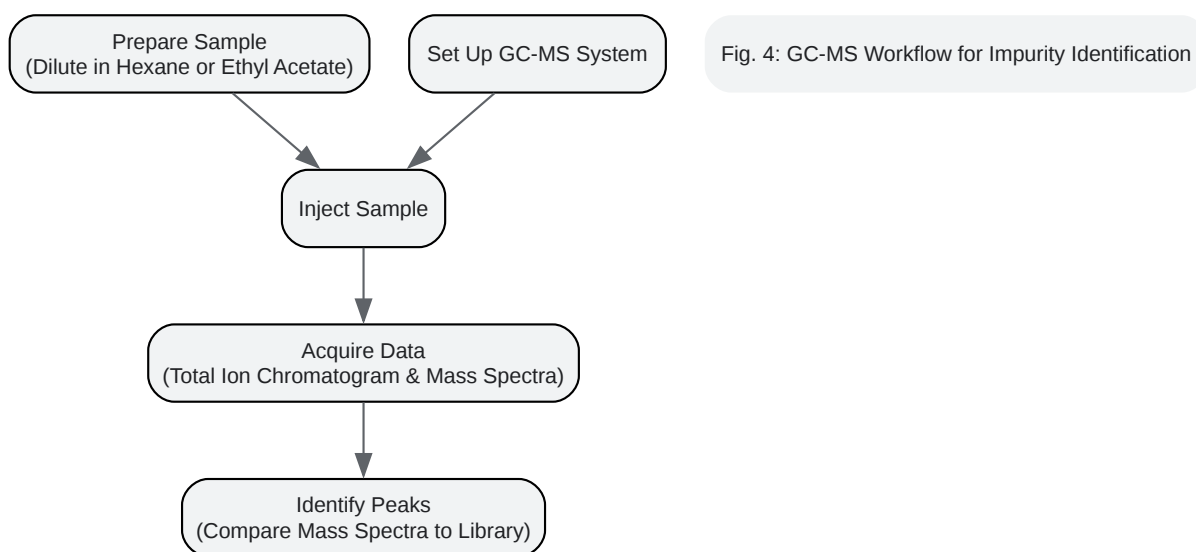 Prepare Sample
(Dilute in Hexane or Ethyl Acetate)
Set Up GC-MS System
Fig. 4: GC-MS Workflow for Impurity Identification
Inject Sample
Acquire Data
(Total Ion Chromatogram & Mass Spectra)
Identify Peaks
(Compare Mass Spectra to Library)